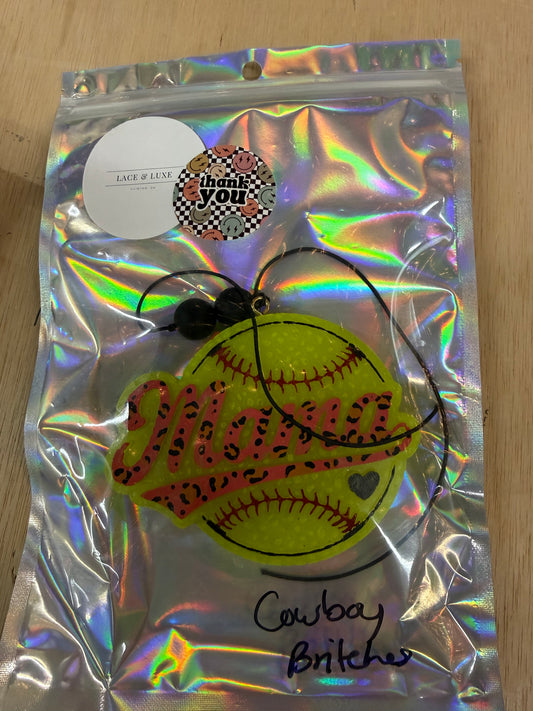 LACE & LUXE
thank
you
Mama
Cowboy
Britches